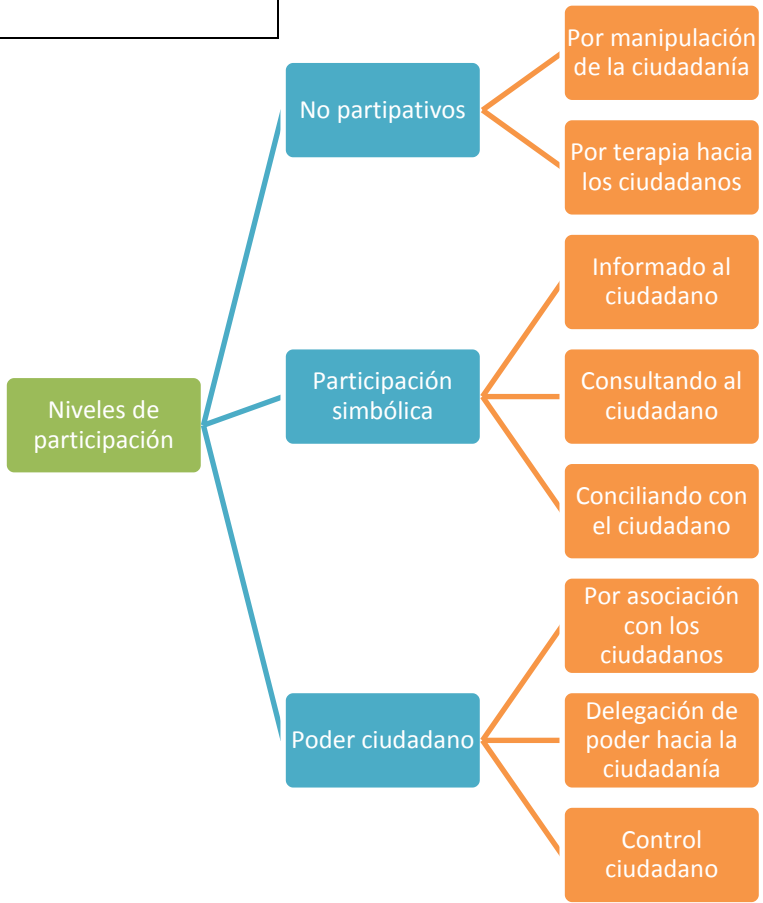 Niveles de
participación
No partipativos
Por manipulación
de la ciudadanía
Por terapia hacia
los ciudadanos
Participación
simbólica
Informado al
ciudadano
Consultando al
ciudadano
Conciliando con
el ciudadano
Poder ciudadano
Por asociación
con los
ciudadanos
Delegación de
poder hacia la
ciudadanía
Control
ciudadano